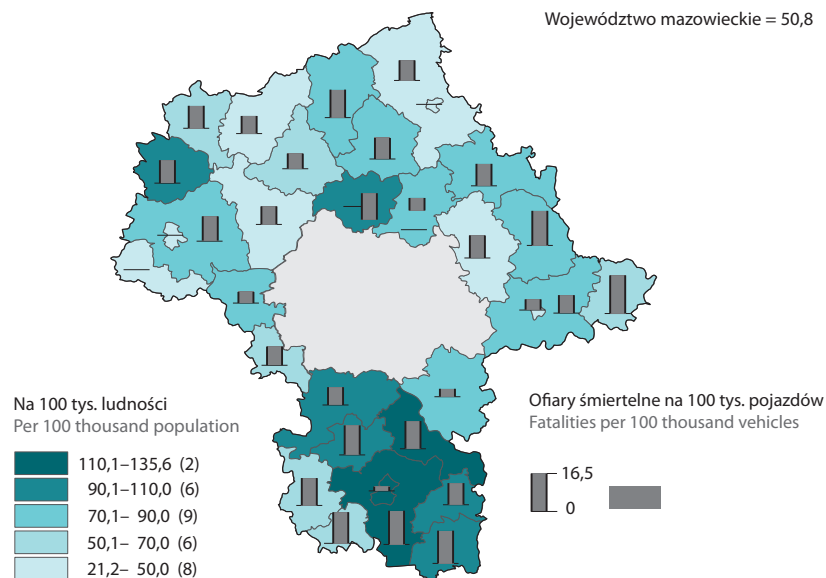 Województwo mazowieckie = 50,8
Na 100 tys. ludności
Per 100 thousand population
110,1–135,6 (2)
90,1–110,0 (6)
70,1– 90,0 (9)
50,1– 70,0 (6)
21,2– 50,0 (8)
Ofiary śmiertelne na 100 tys. pojazdów
Fatalities per 100 thousand vehicles
16,5
0